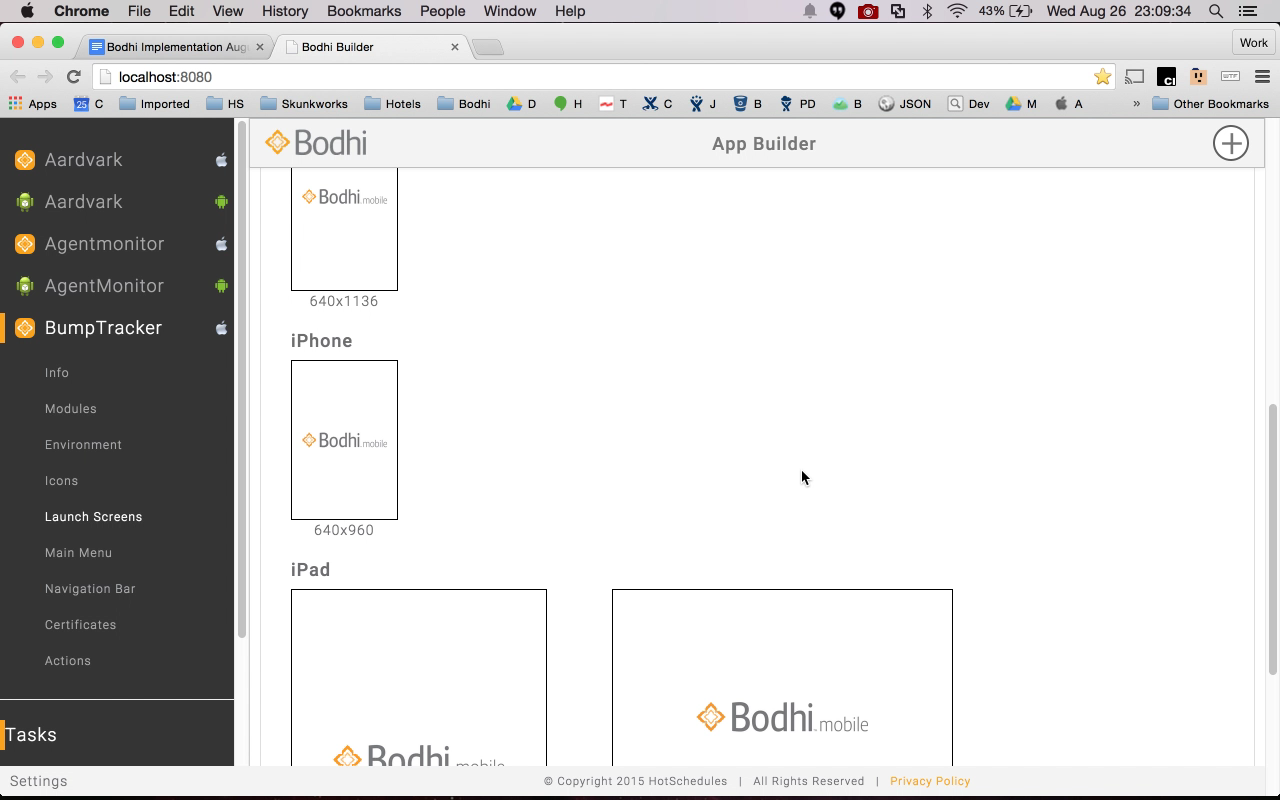 Chrome File Edit View History Bookmarks People Window Help 43% Wed Aug 26 23:09:34
Bodhi Implementation Aug Bodhi Builder Work
localhost:8080
Apps 25 C Imported HS Skunkworks Hotels Bodhi D H T C J B PD B JSON Dev M A » Other Bookmarks
Bodhi App Builder
Aardvark
Aardvark
Agentmonitor
AgentMonitor
BumpTracker
Info
Modules
Environment
Icons
Launch Screens
Main Menu
Navigation Bar
Certificates
Actions
Tasks
Settings
Bodhi.mobile
640x1136
iPhone
Bodhi.mobile
640x960
iPad
Bodhi.mobile
Bodhi.mobile
© Copyright 2015 HotSchedules | All Rights Reserved | Privacy Policy